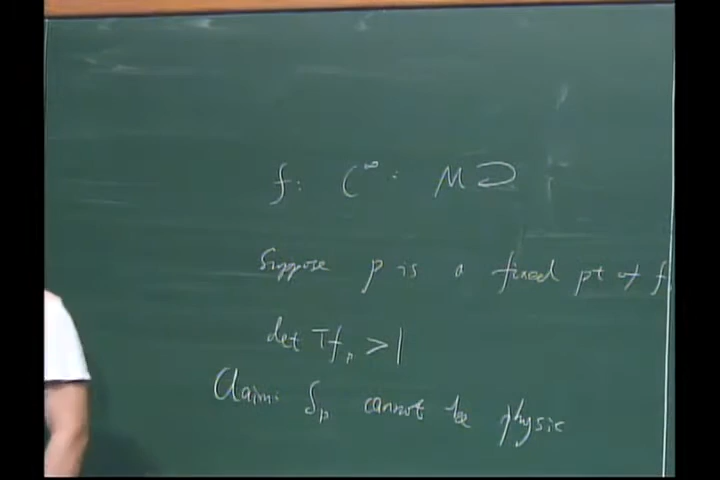 f: C^∞: M⊃
Suppose p is a fixed pt of f
det Tf_p > 1
Claim: δ_p cannot be physic